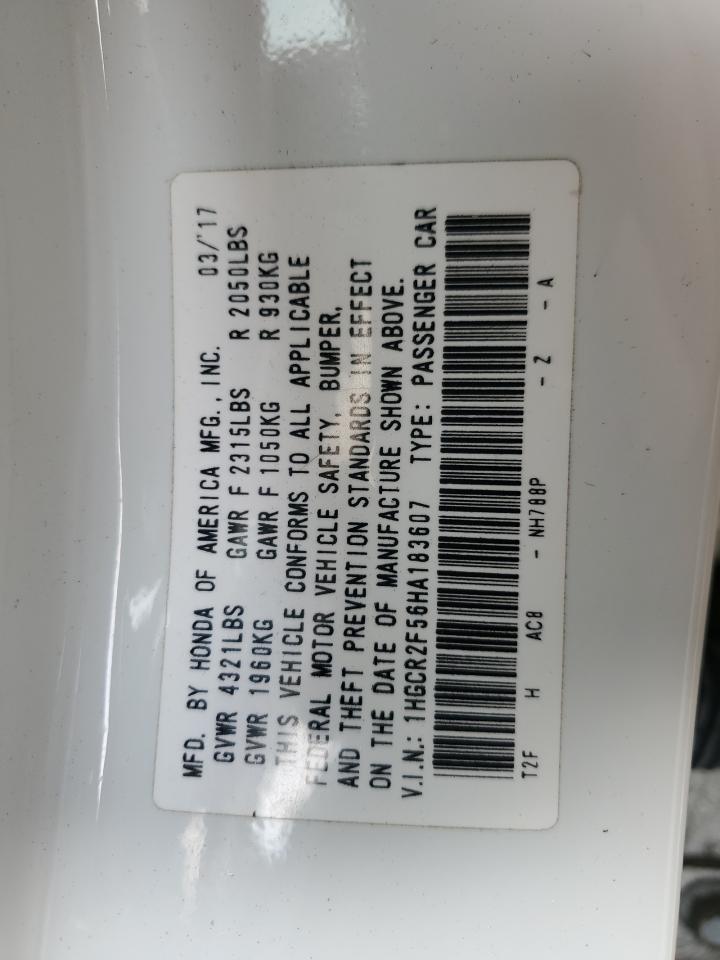 MFD. BY HONDA OF AMERICA MFG., INC. 03/'17
GVWR 4321LBS GAWR F 2315LBS R 2050LBS
GVWR 1960KG GAWR F 1050KG R 930KG
THIS VEHICLE CONFORMS TO ALL APPLICABLE
FEDERAL MOTOR VEHICLE SAFETY, BUMPER,
AND THEFT PREVENTION STANDARDS IN EFFECT
ON THE DATE OF MANUFACTURE SHOWN ABOVE.
V.I.N.: 1HGCR2F56HA183607 TYPE: PASSENGER CAR
T2F H AC8 - NH788P - Z - A